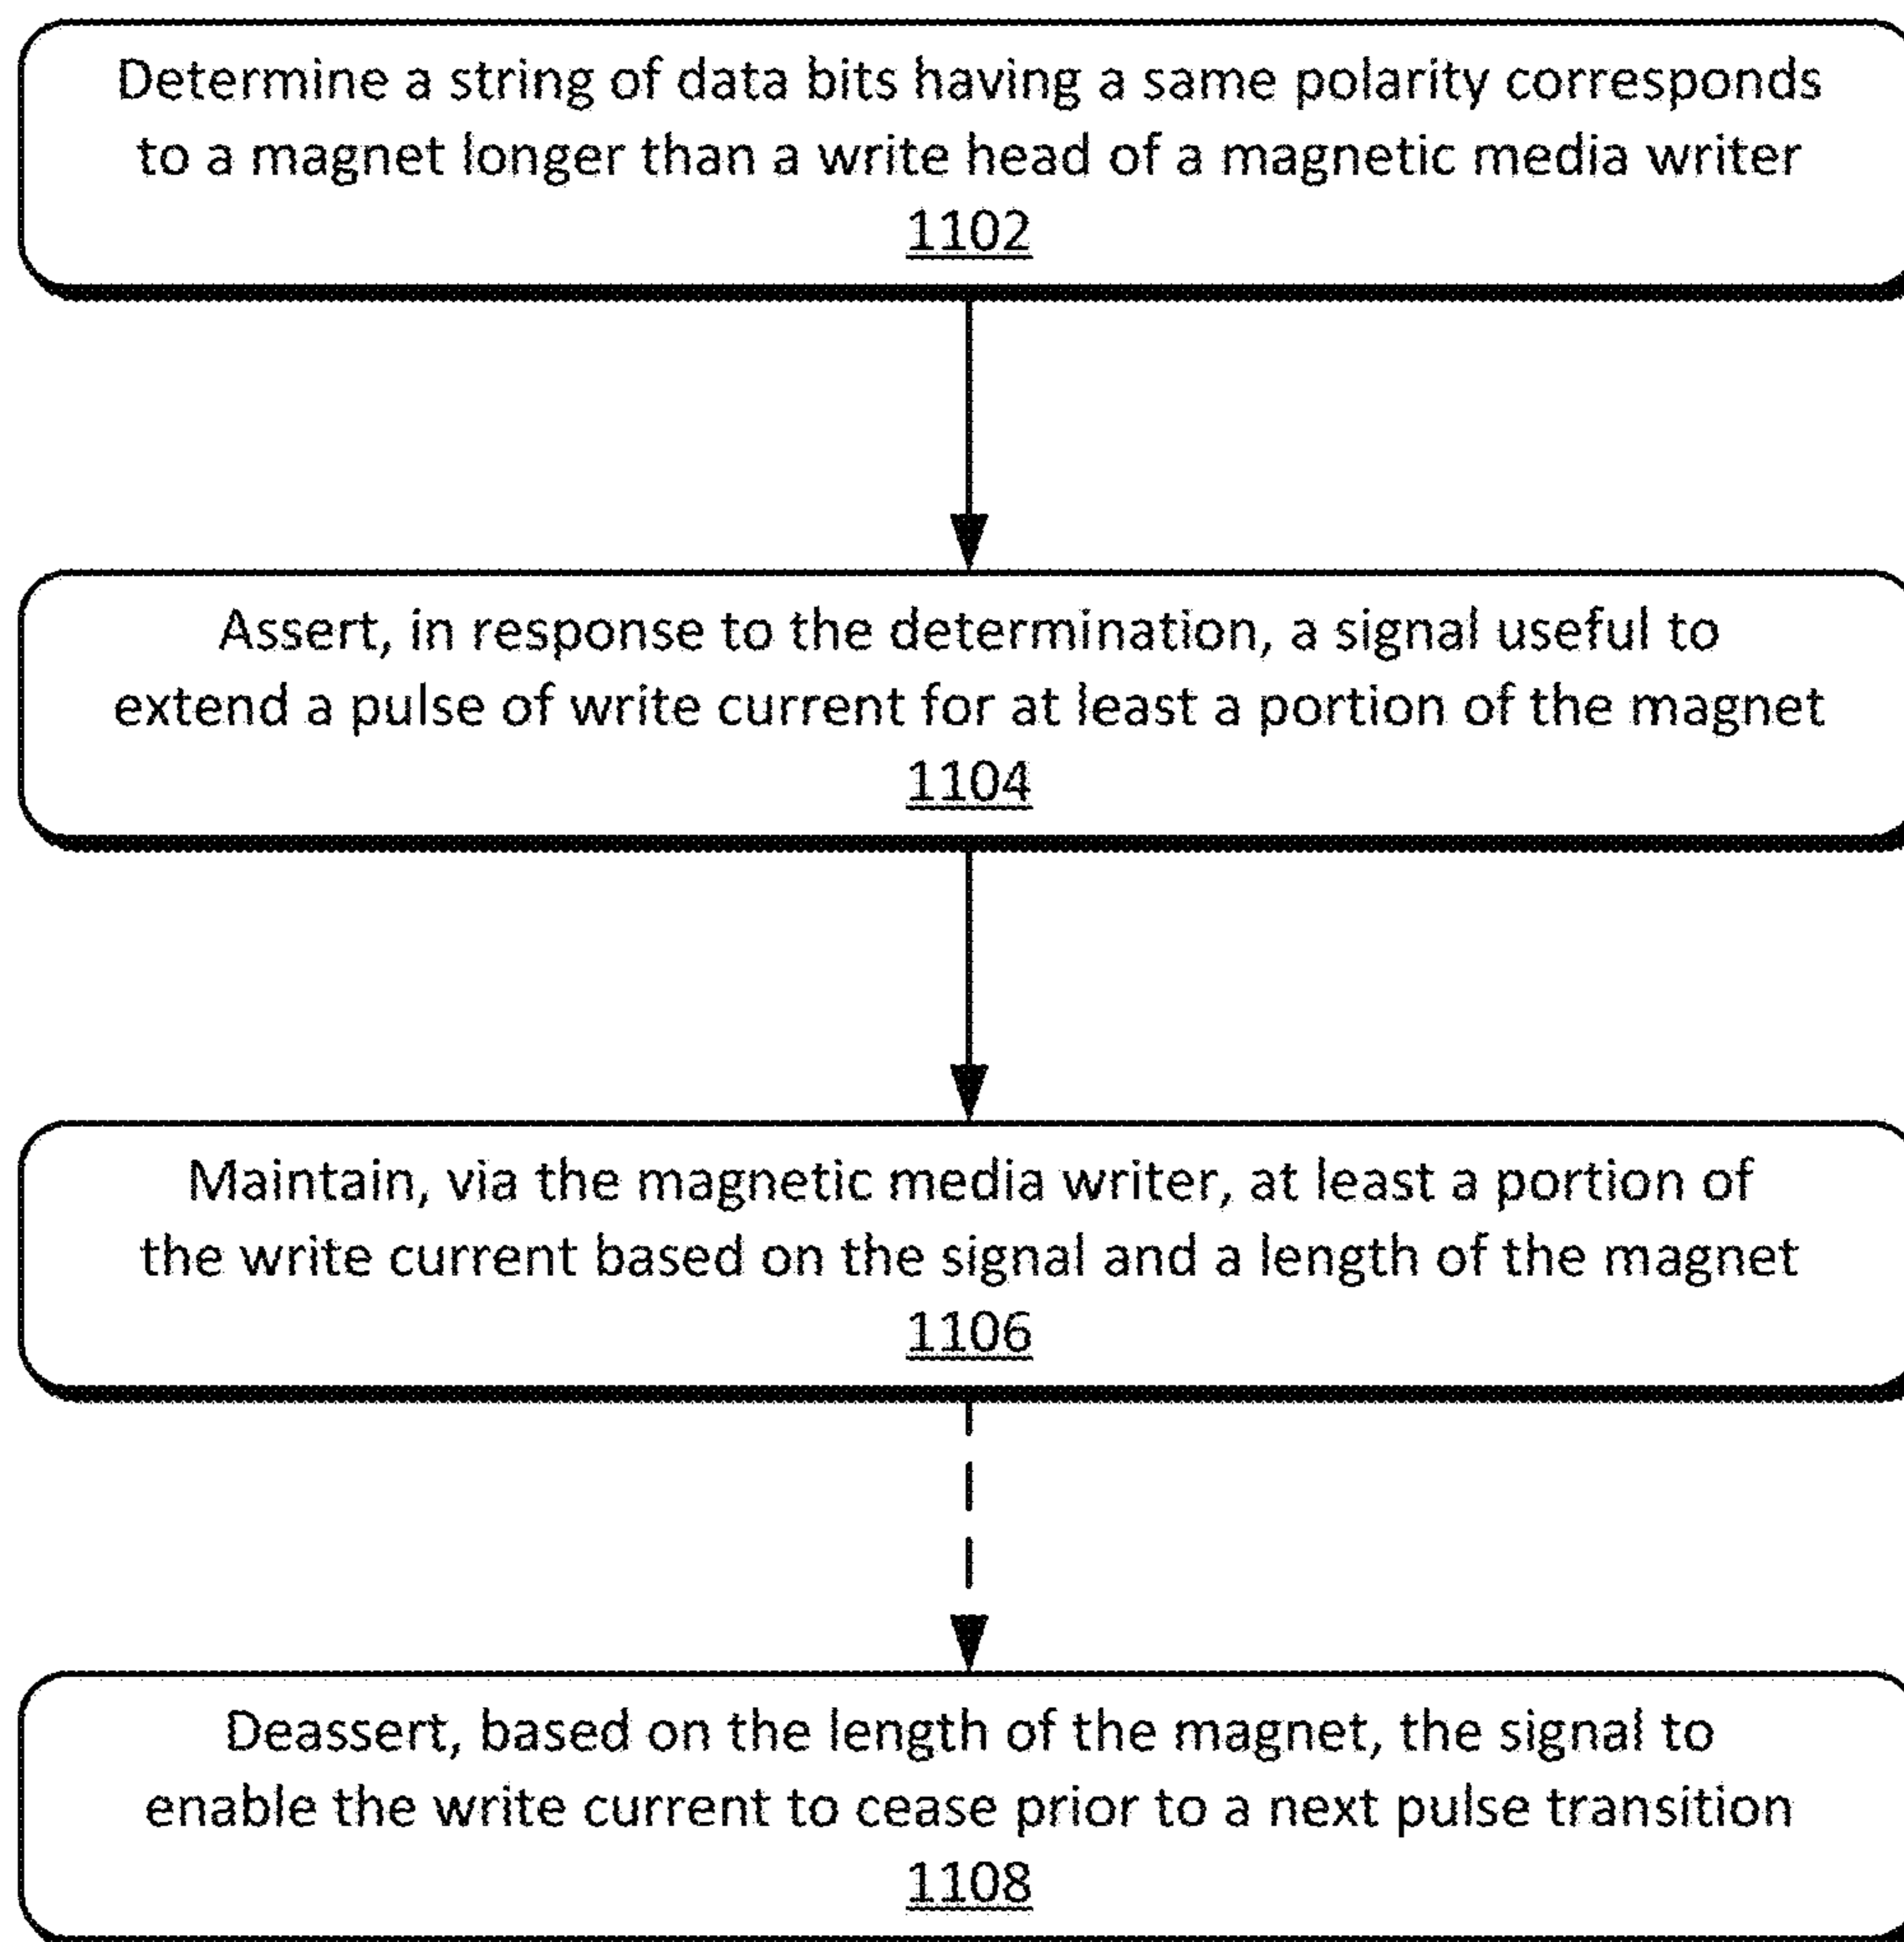 Determine a string of data bits having a same polarity corresponds
to a magnet longer than a write head of a magnetic media writer
1102
Assert, in response to the determination, a signal useful to
extend a pulse of write current for at least a portion of the magnet
1104
Maintain, via the magnetic media writer, at least a portion of
the write current based on the signal and a length of the magnet
1106
Deassert, based on the length of the magnet, the signal to
enable the write current to cease prior to a next pulse transition
1108